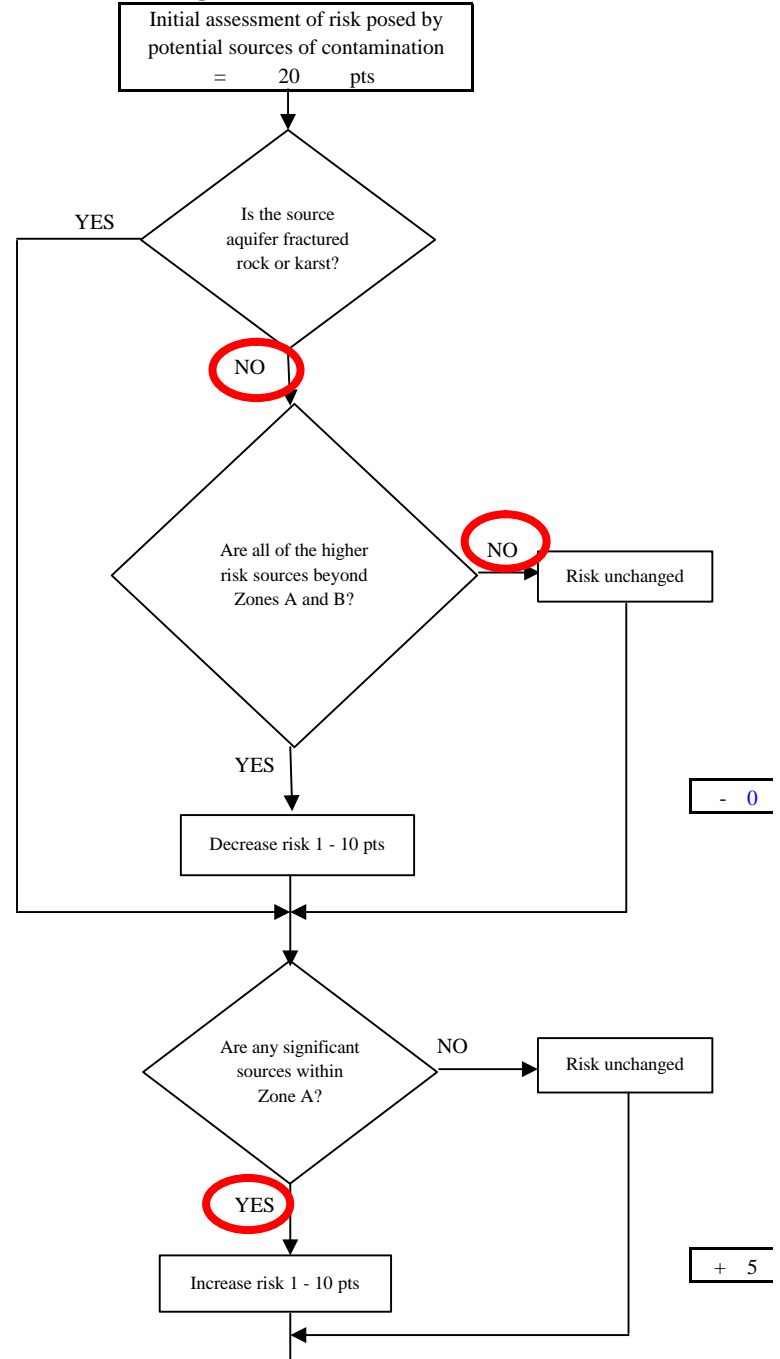 Initial assessment of risk posed by
potential sources of contamination
= 20 pts
YES
Is the source
aquifer fractured
rock or karst?
NO
Are all of the higher
risk sources beyond
Zones A and B?
NO
Risk unchanged
YES
- 0
Decrease risk 1 - 10 pts
Are any significant
sources within
Zone A?
NO
Risk unchanged
YES
+ 5
Increase risk 1 - 10 pts